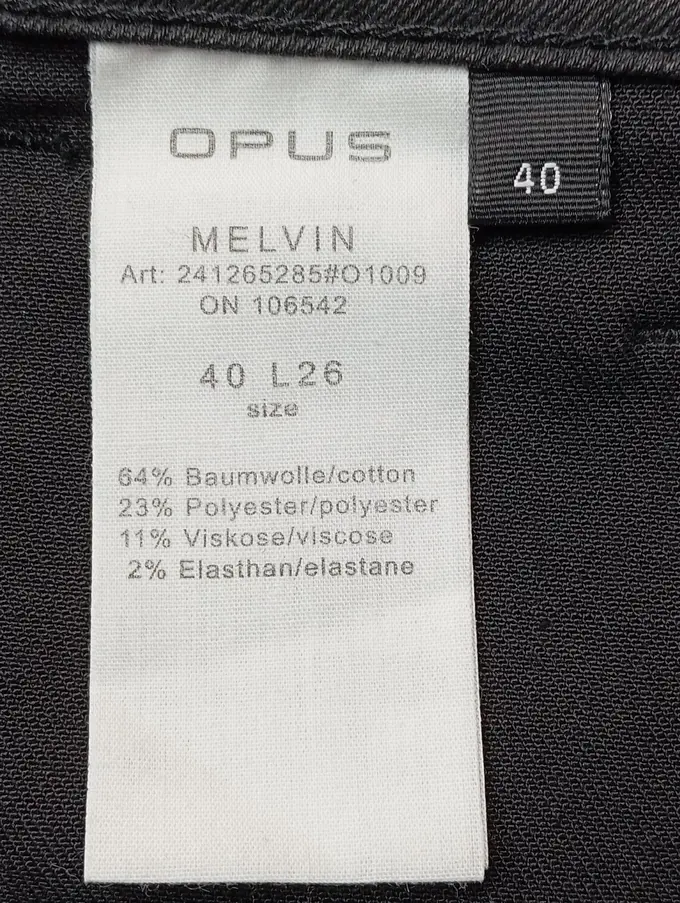 OPUS
40
MELVIN
Art: 241265285#O1009
ON 106542
40 L26
size
64% Baumwolle/cotton
23% Polyester/polyester
11% Viskose/viscose
2% Elasthan/elastane